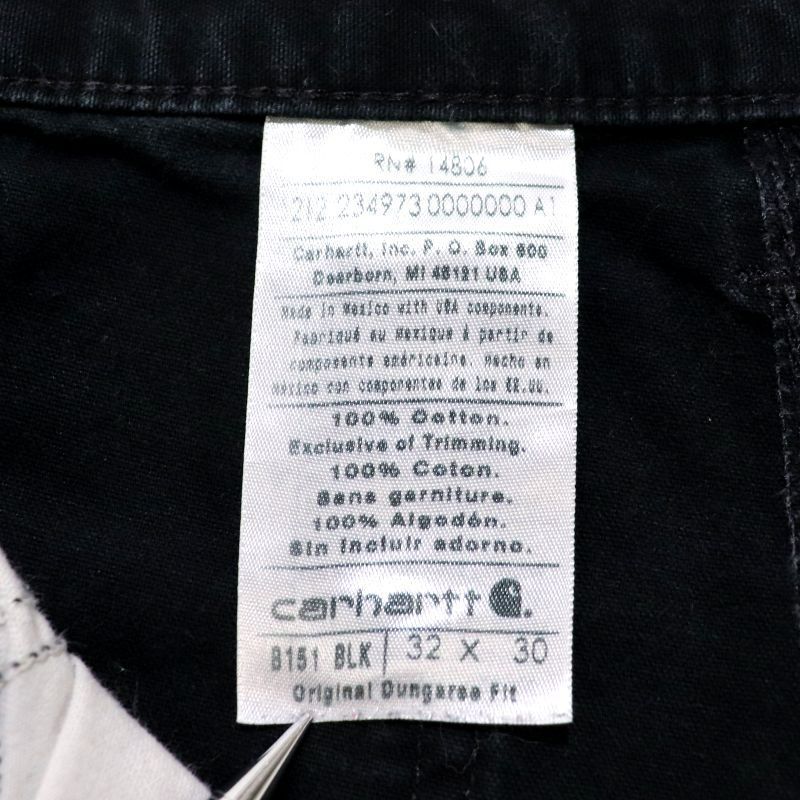 RN# 14806
212 234973 0000000 A1
Carhartt, Inc. P. O. Box 600
Dearborn, MI 48121 USA
Made in Mexico with USA components.
Fabriqué au Mexique á partir de
composants américains. Hecho en
México con componentes de los EE.UU.
100% Cotton.
Exclusive of Trimming.
100% Coton.
Sans garniture.
100% Algodón.
Sin incluir adorno.
carhartt
B151 BLK | 32 X 30
Original Dungaree Fit